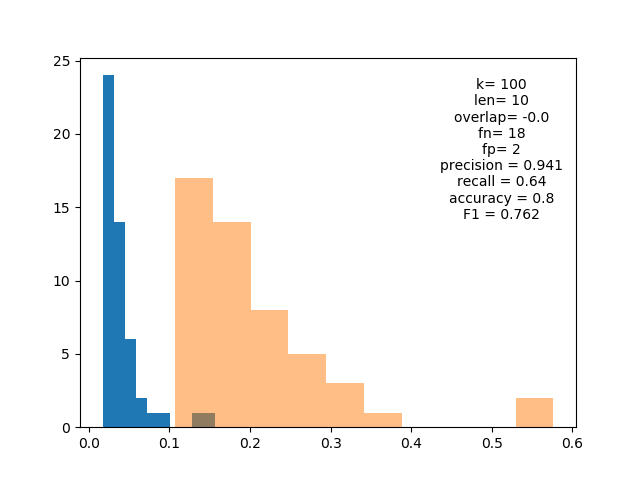 25
20
15
10
5
0
k= 100
len= 10
overlap= -0.0
fn= 18
fp= 2
precision = 0.941
recall = 0.64
accuracy = 0.8
F1 = 0.762
0.0 0.1 0.2 0.3 0.4 0.5 0.6